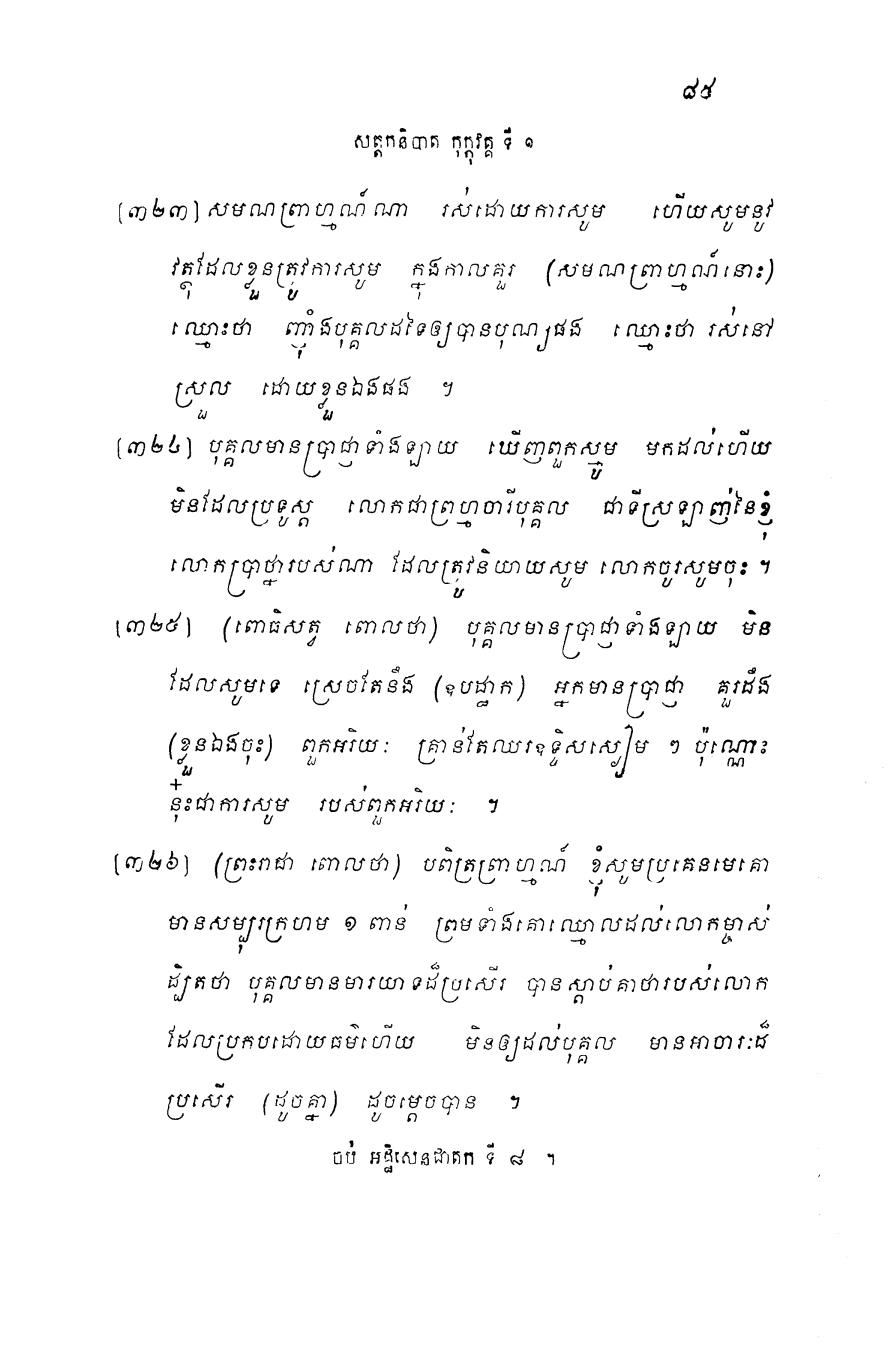 ៨៥
សត្តកនិបាត កុក្កុវគ្គ ទី ១
[៣២៣] សមណព្រាហ្មណ៍ណា រស់ដោយការសូម ហើយសូមនូវ
វត្ថុដែលខ្លួនត្រូវការសូម ក្នុងកាលគួរ (សមណព្រាហ្មណ៍នោះ)
ឈ្មោះថា ញ៉ាំងបុគ្គលដទៃឲ្យបានបុណ្យផង ឈ្មោះថា រស់នៅ
ស្រួល ដោយខ្លួនឯងផង ។
[៣២៤] បុគ្គលមានប្រាជ្ញាទាំងឡាយ ឃើញពួកស្មូម មកដល់ហើយ
មិនដែលប្រទូស្ត លោកជាព្រហ្មចារីបុគ្គល ជាទីស្រឡាញ់នៃខ្ញុំ
លោកប្រាថ្នារបស់ណា ដែលត្រូវនិយាយសូម លោកចូរសូមចុះ ។
[៣២៥] (ពោធិសត្វ ពោលថា) បុគ្គលមានប្រាជ្ញាទាំងឡាយ មិន
ដែលសូមទេ ស្រេចតែនឹង (ឧបដ្ឋាក) អ្នកមានប្រាជ្ញា គួរដឹង
(ខ្លួនឯងចុះ) ពួកអរិយៈ គ្រាន់តែឈរឧទ្ទិសស្ងៀម ៗ ប៉ុណ្ណោះ
+
នុ៎ះជាការសូម របស់ពួកអរិយៈ ។
[៣២៦] (ព្រះរាជា ពោលថា) បពិត្រព្រាហ្មណ៍ ខ្ញុំសូមប្រគេនមេគោ
មានសម្បុរក្រហម ១ ពាន់ ព្រមទាំងគោឈ្មោលដល់លោកម្ចាស់
ដ្បិតថា បុគ្គលមានមារយាទដ៏ប្រសើរ បានស្តាប់គាថារបស់លោក
ដែលប្រកបដោយធម៌ហើយ មិនឲ្យដល់បុគ្គល មានអាចារៈដ៏
ប្រសើរ (ដូចគ្នា) ដូចម្តេចបាន ។
ចប់ អដ្ឋិសេនជាតក ទី ៨ ។